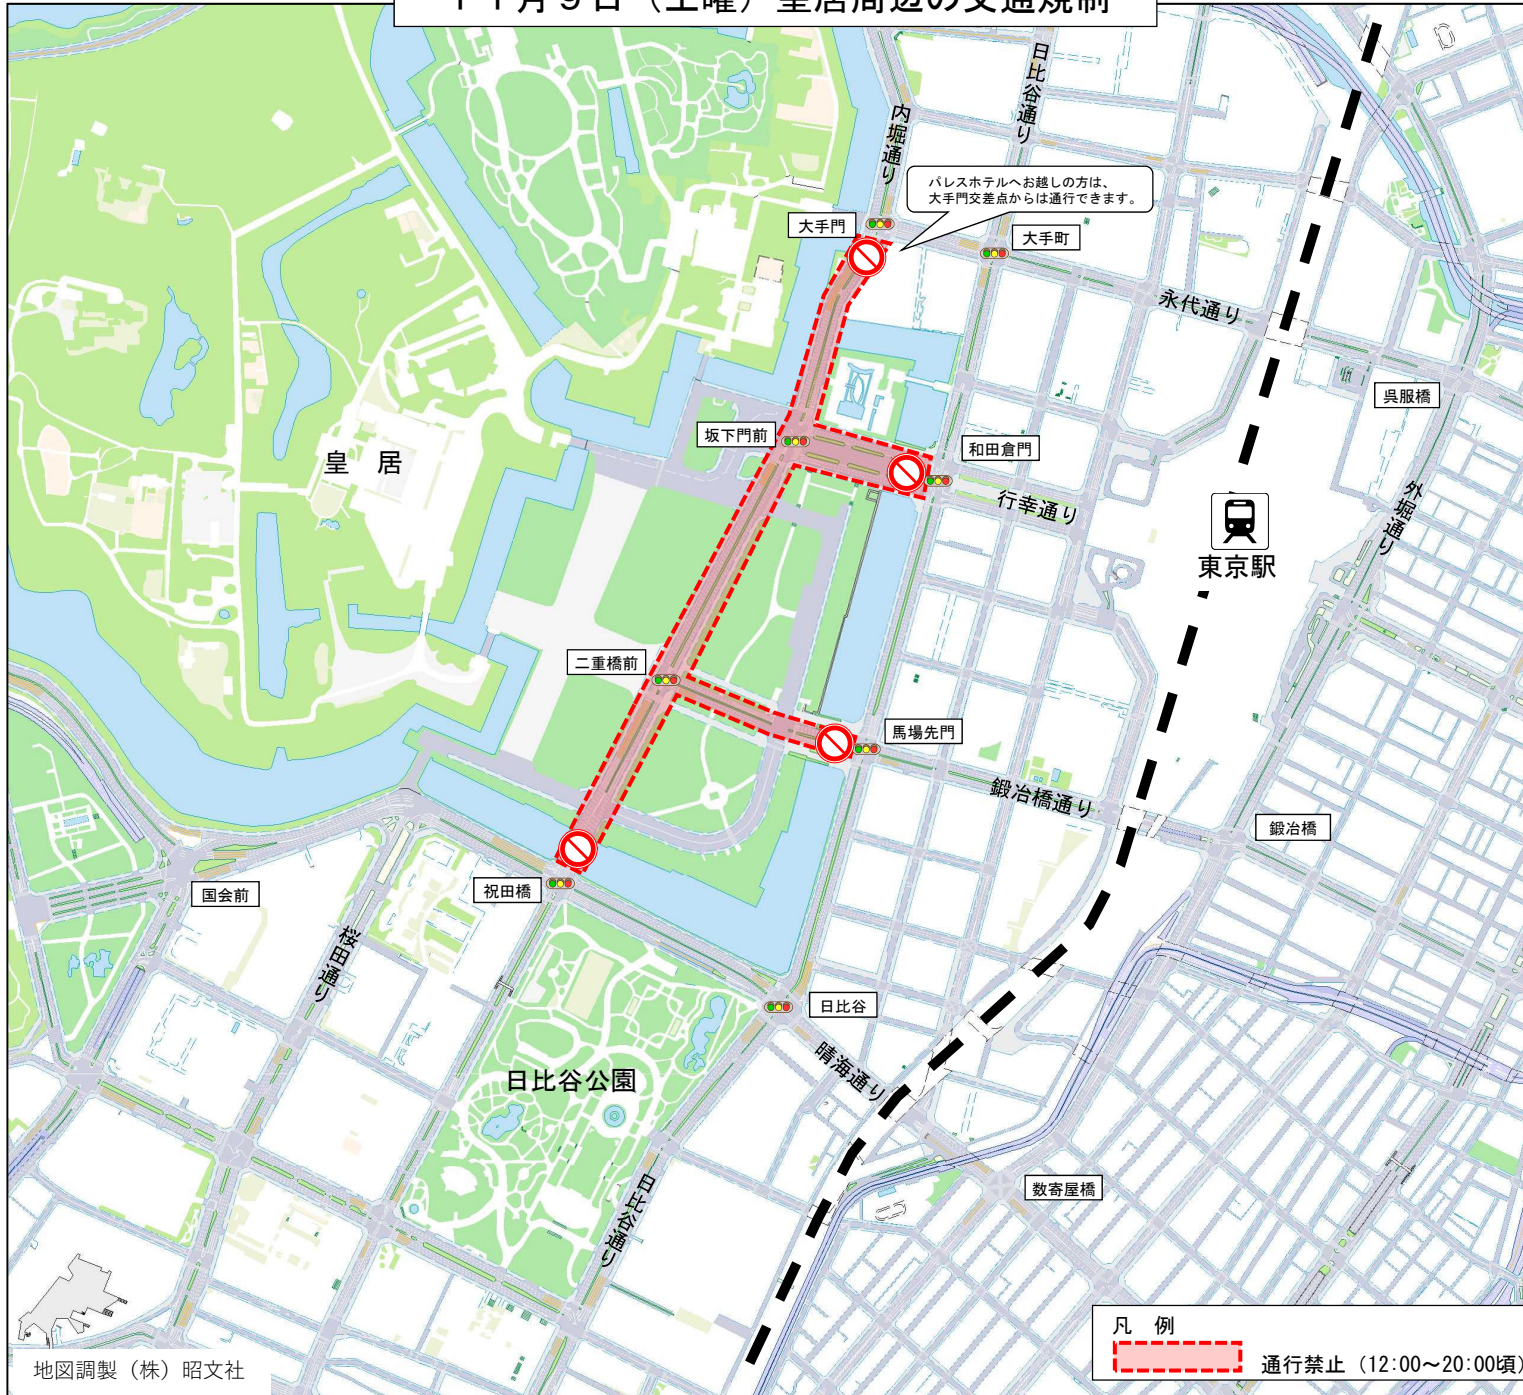 １１月９日（土曜）皇居周辺の交通規制
日比谷通り
内堀通り
パレスホテルへお越しの方は、
大手門交差点からは通行できます。
大手門
大手町
永代通り
呉服橋
坂下門前
和田倉門
皇　居
行幸通り
外堀通り
東京駅
二重橋前
馬場先門
鍛冶橋通り
鍛冶橋
祝田橋
国会前
桜田通り
日比谷
晴海通り
日比谷公園
数寄屋橋
日比谷通り
凡　例
通行禁止（12:00～20:00頃）
地図調製（株）昭文社